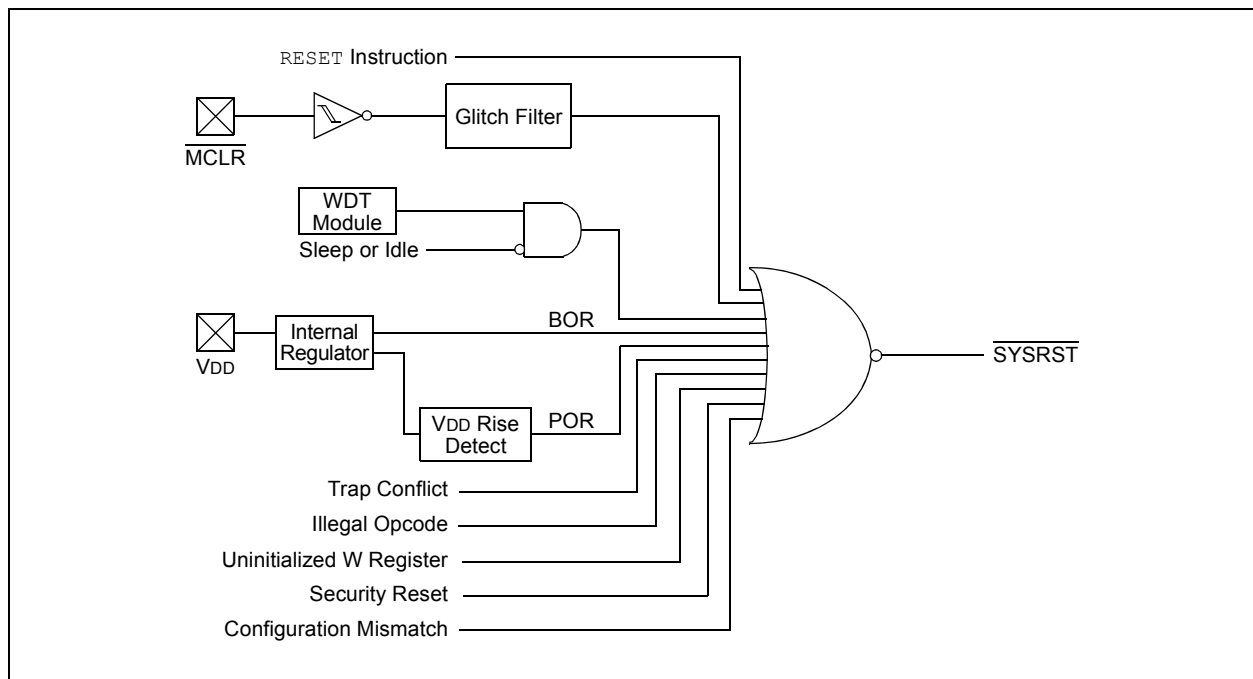 RESET Instruction
MCLR
Glitch Filter
WDT
Module
Sleep or Idle
VDD
Internal
Regulator
BOR
VDD Rise
Detect
POR
SYSRST
Trap Conflict
Illegal Opcode
Uninitialized W Register
Security Reset
Configuration Mismatch